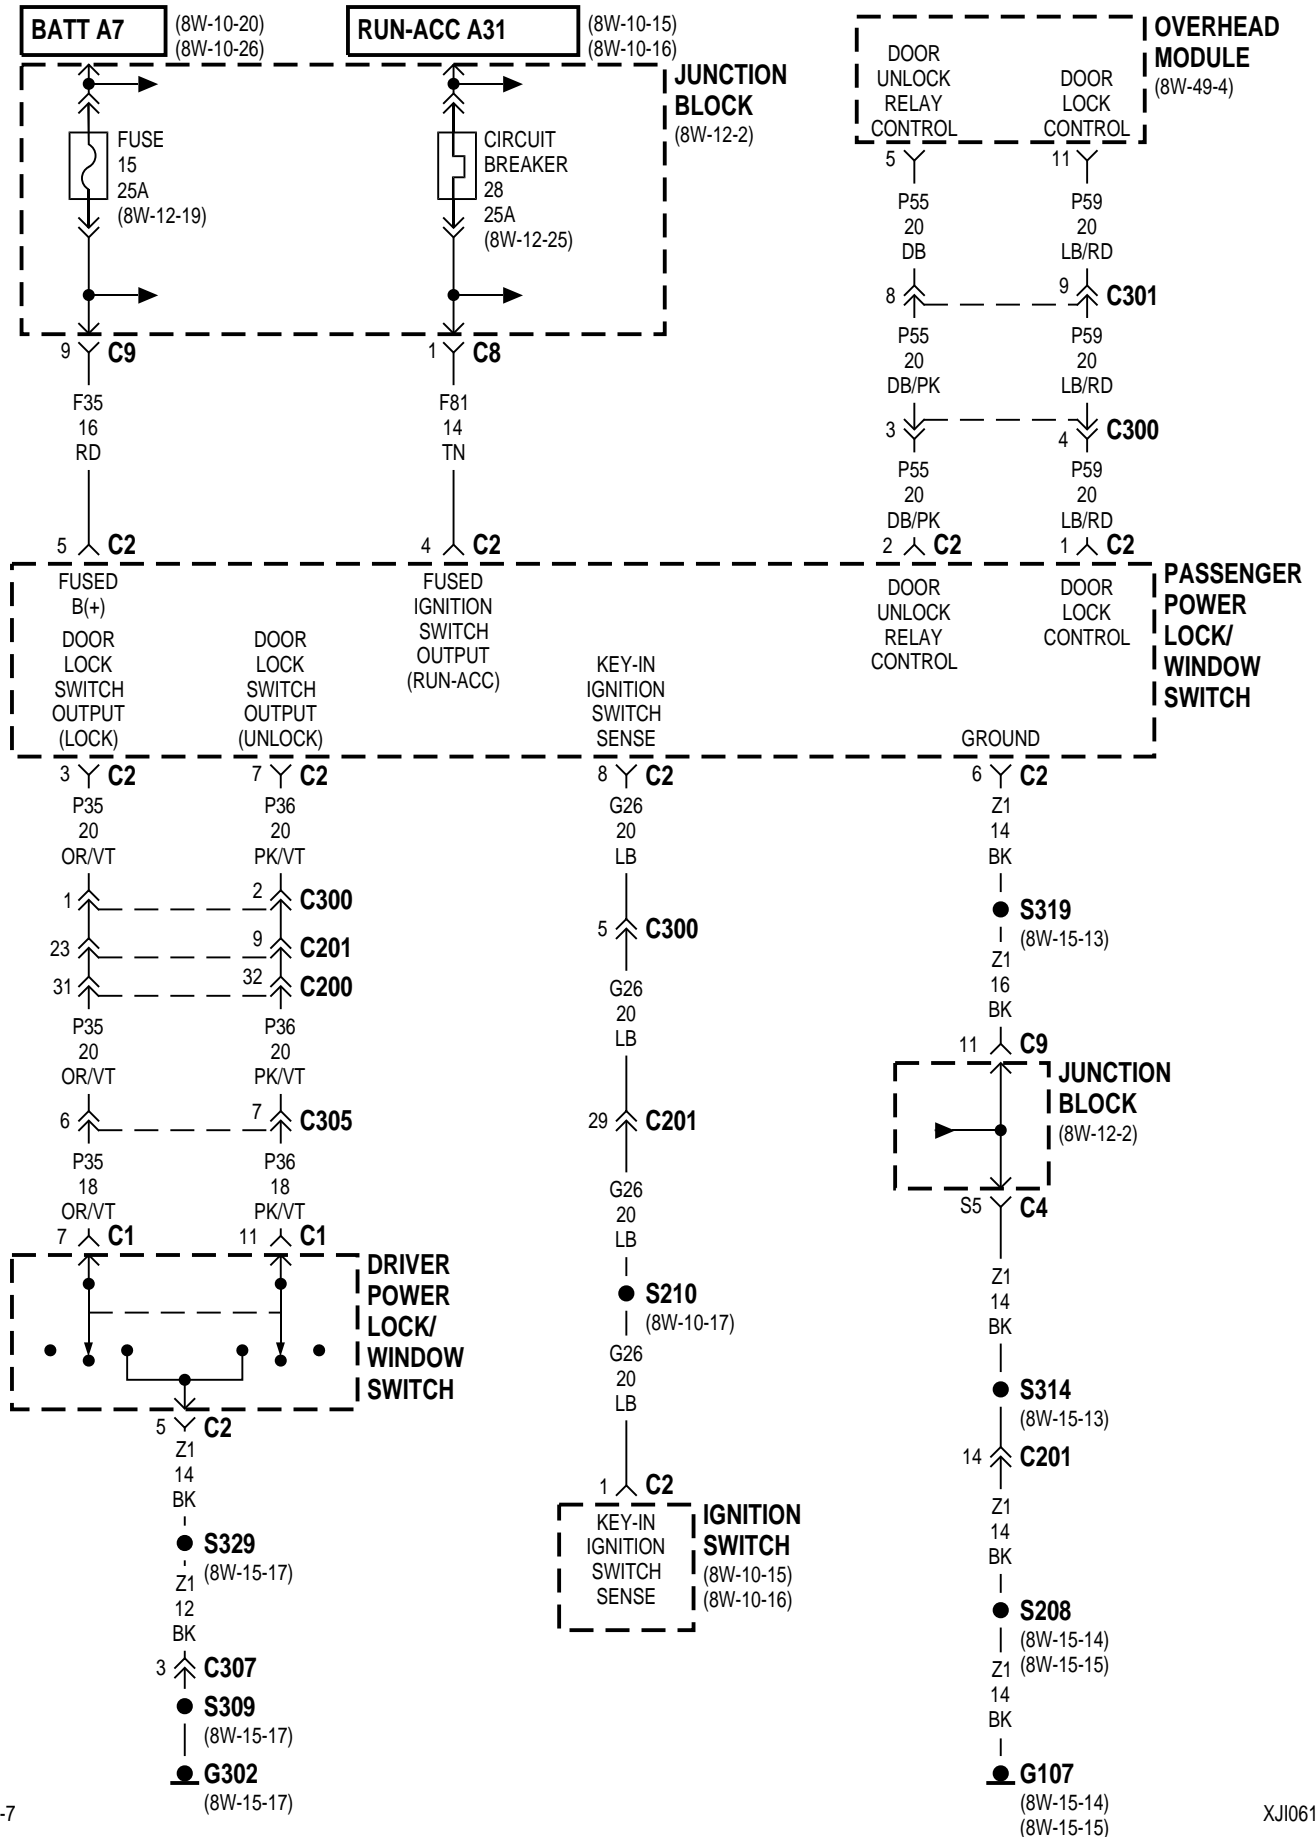 BATT A7
(8W-10-20)
(8W-10-26)
RUN-ACC A31
(8W-10-15)
(8W-10-16)
JUNCTION
BLOCK
(8W-12-2)
FUSE
15
25A
(8W-12-19)
CIRCUIT
BREAKER
28
25A
(8W-12-25)
DOOR
UNLOCK
RELAY
CONTROL
DOOR
LOCK
CONTROL
OVERHEAD
MODULE
(8W-49-4)
5
11
P55
20
DB
P59
20
LB/RD
8
9
C301
P55
20
DB/PK
P59
20
LB/RD
3
4
C300
P55
20
DB/PK
P59
20
LB/RD
9
C9
1
C8
F35
16
RD
F81
14
TN
5
C2
4
C2
2
C2
1
C2
FUSED
B(+)
DOOR
LOCK
SWITCH
OUTPUT
(LOCK)
DOOR
LOCK
SWITCH
OUTPUT
(UNLOCK)
FUSED
IGNITION
SWITCH
OUTPUT
(RUN-ACC)
KEY-IN
IGNITION
SWITCH
SENSE
DOOR
UNLOCK
RELAY
CONTROL
DOOR
LOCK
CONTROL
GROUND
PASSENGER
POWER
LOCK/
WINDOW
SWITCH
3
C2
7
C2
8
C2
6
C2
P35
20
OR/VT
P36
20
PK/VT
1
2
C300
23
9
C201
31
32
C200
P35
20
OR/VT
P36
20
PK/VT
6
7
C305
P35
18
OR/VT
P36
18
PK/VT
7
C1
11
C1
DRIVER
POWER
LOCK/
WINDOW
SWITCH
5
C2
Z1
14
BK
S329
(8W-15-17)
Z1
12
BK
3
C307
S309
(8W-15-17)
G302
(8W-15-17)
G26
20
LB
5
C300
G26
20
LB
29
C201
G26
20
LB
S210
(8W-10-17)
G26
20
LB
1
C2
KEY-IN
IGNITION
SWITCH
SENSE
IGNITION
SWITCH
(8W-10-15)
(8W-10-16)
Z1
14
BK
S319
(8W-15-13)
Z1
16
BK
11
C9
JUNCTION
BLOCK
(8W-12-2)
S5
C4
Z1
14
BK
S314
(8W-15-13)
14
C201
Z1
14
BK
S208
(8W-15-14)
(8W-15-15)
Z1
14
BK
G107
(8W-15-14)
(8W-15-15)
-7
XJI061